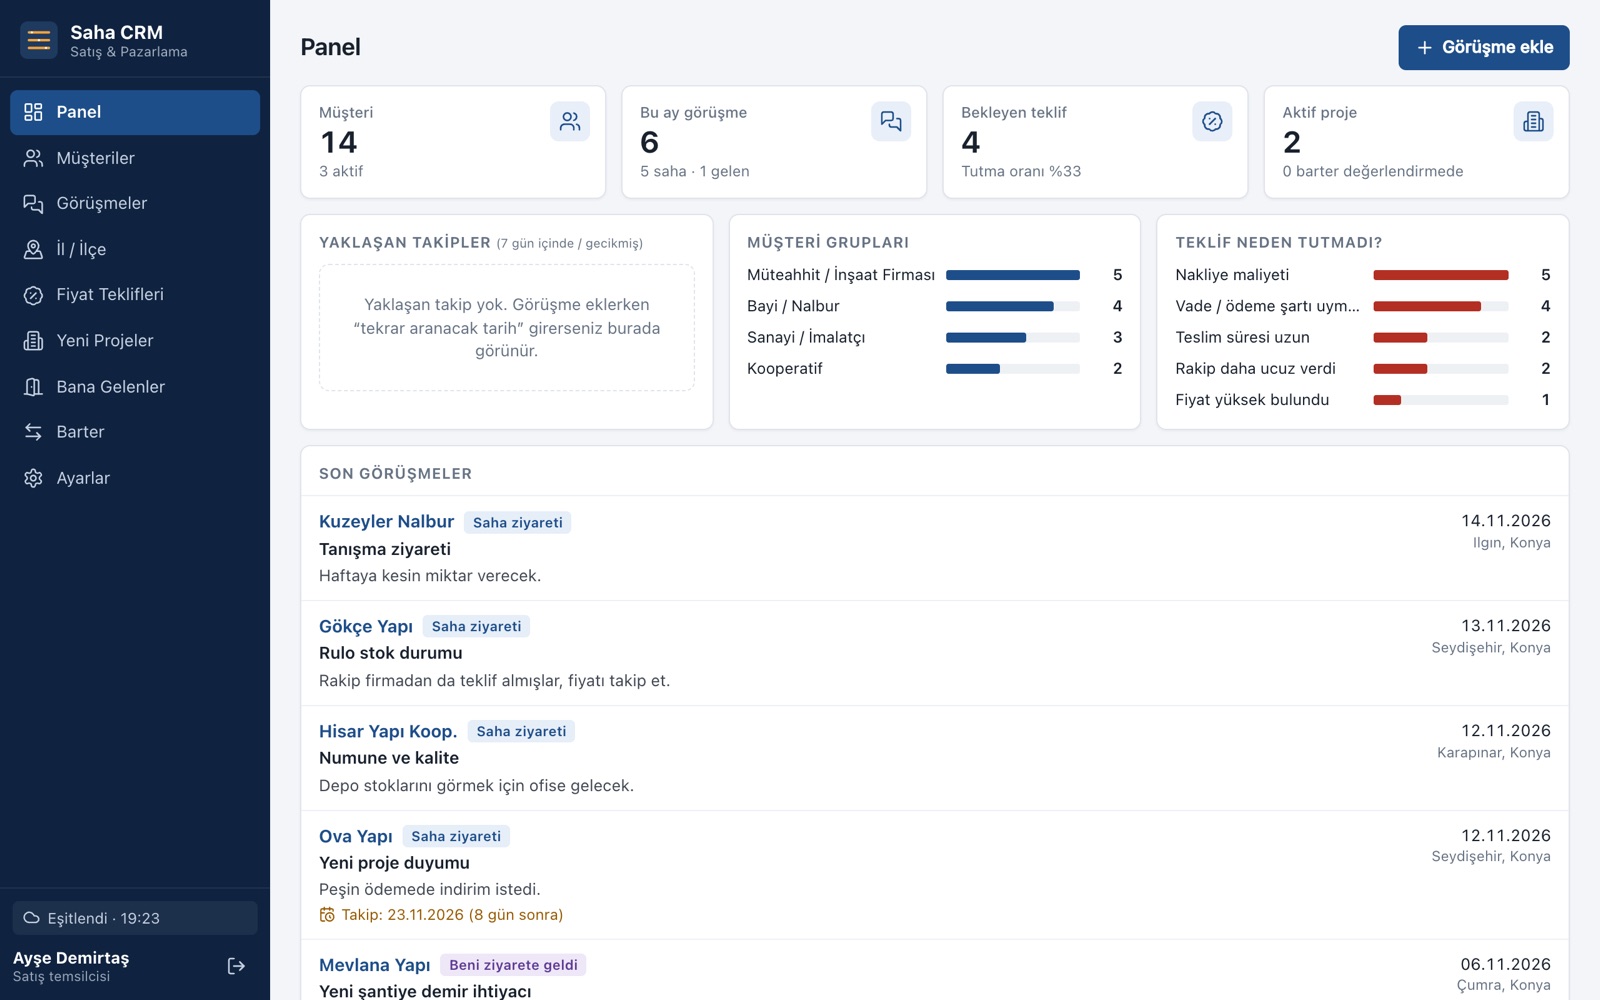 Saha CRM
Satış & Pazarlama
Panel
Müşteriler
Görüşmeler
İl / İlçe
Fiyat Teklifleri
Yeni Projeler
Bana Gelenler
Barter
Ayarlar
Eşitlendi · 19:23
Ayşe Demirtaş
Satış temsilcisi
Panel
Görüşme ekle
Müşteri
14
3 aktif
Bu ay görüşme
6
5 saha · 1 gelen
Bekleyen teklif
4
Tutma oranı %33
Aktif proje
2
0 barter değerlendirmede
YAKLAŞAN TAKİPLER (7 gün içinde / gecikmiş)
Yaklaşan takip yok. Görüşme eklerken
“tekrar aranacak tarih” girerseniz burada
görünür.
MÜŞTERİ GRUPLARI
Müteahhit / İnşaat Firması 5
Bayi / Nalbur 4
Sanayi / İmalatçı 3
Kooperatif 2
TEKLİF NEDEN TUTMADI?
Nakliye maliyeti 5
Vade / ödeme şartı uym... 4
Teslim süresi uzun 2
Rakip daha ucuz verdi 2
Fiyat yüksek bulundu 1
SON GÖRÜŞMELER
Kuzeyler Nalbur Saha ziyareti 14.11.2026
Tanışma ziyareti Ilgın, Konya
Haftaya kesin miktar verecek.
Gökçe Yapı Saha ziyareti 13.11.2026
Rulo stok durumu Seydişehir, Konya
Rakip firmadan da teklif almışlar, fiyatı takip et.
Hisar Yapı Koop. Saha ziyareti 12.11.2026
Numune ve kalite Karapınar, Konya
Depo stoklarını görmek için ofise gelecek.
Ova Yapı Saha ziyareti 12.11.2026
Yeni proje duyumu Seydişehir, Konya
Peşin ödemede indirim istedi.
Takip: 23.11.2026 (8 gün sonra)
Mevlana Yapı Beni ziyarete geldi 06.11.2026
Yeni şantiye demir ihtiyacı Çumra, Konya